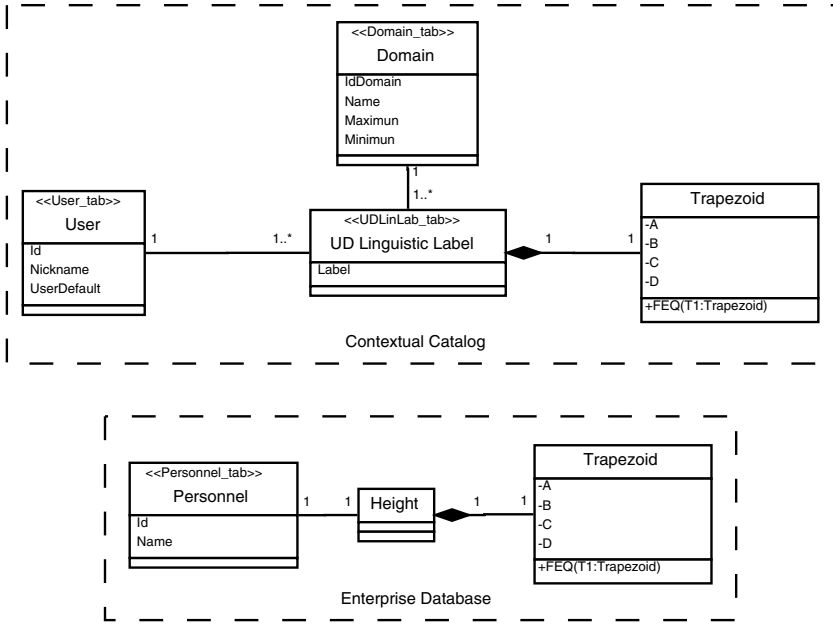 <<Domain_tab>>
Domain
IdDomain
Name
Maximun
Minimun
1
1..*
<<User_tab>>
User
Id
Nickname
UserDefault
1
1..*
<<UDLinLab_tab>>
UD Linguistic Label
Label
1
1
Trapezoid
-A
-B
-C
-D
+FEQ(T1:Trapezoid)
Contextual Catalog
<<Personnel_tab>>
Personnel
Id
Name
1
1
Height
1
1
Trapezoid
-A
-B
-C
-D
+FEQ(T1:Trapezoid)
Enterprise Database